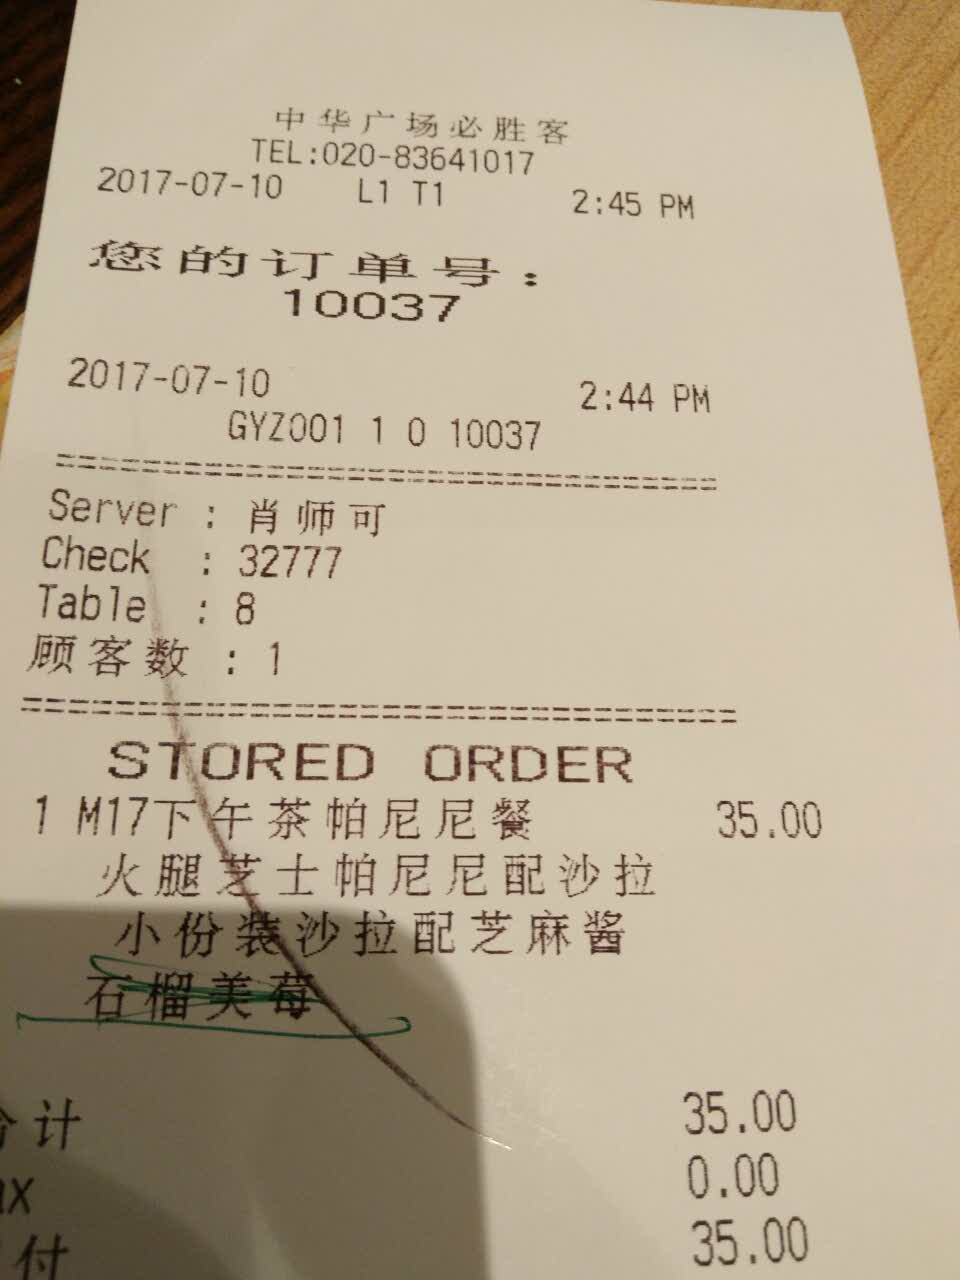 中华广场必胜客
TEL:020-83641017
2017-07-10 L1 T1 2:45 PM
您的订单号：
10037
2017-07-10 2:44 PM
GYZ001 1 0 10037
Server : 肖师可
Check : 32777
Table : 8
顾客数 : 1
STORED ORDER
1 M17下午茶帕尼尼餐 35.00
火腿芝士帕尼尼配沙拉
小份装沙拉配芝麻酱
石榴美莓
合计 35.00
ax 0.00
付 35.00